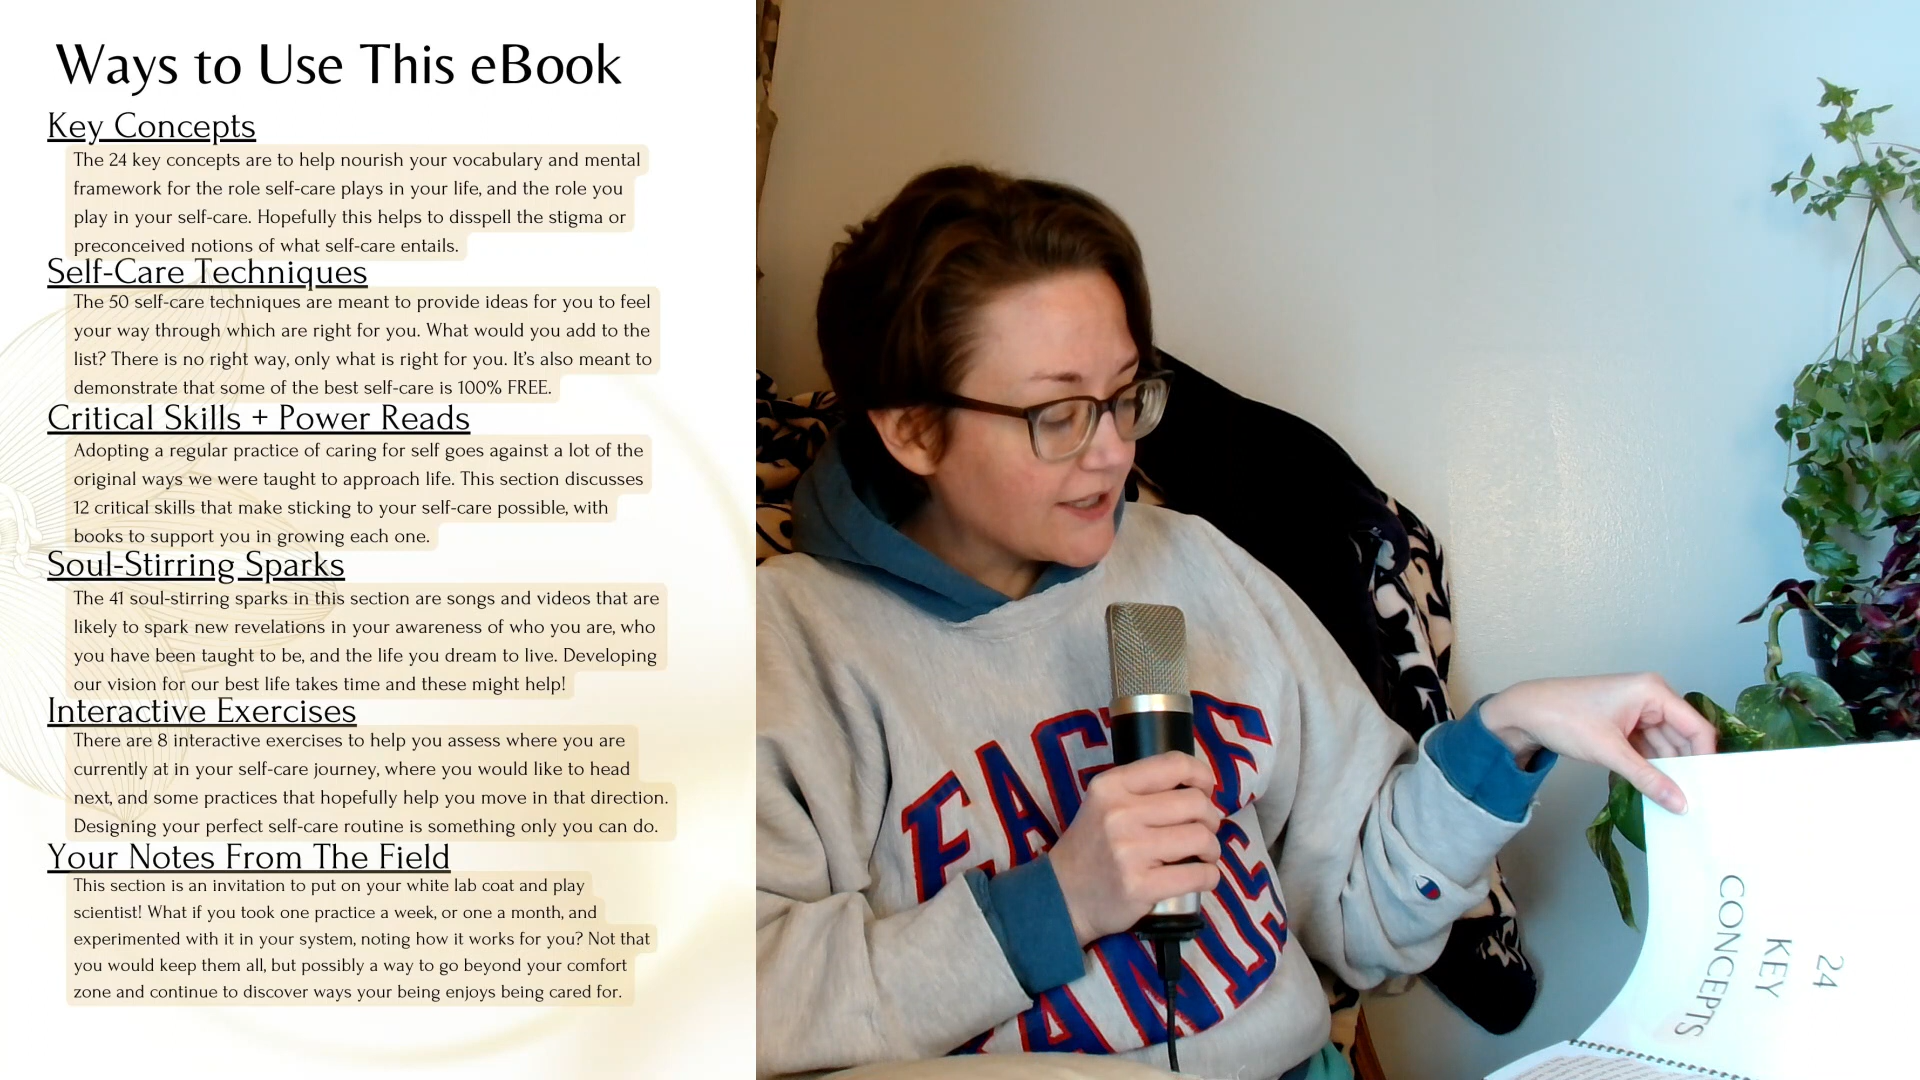 Ways to Use This eBook
Key Concepts
The 24 key concepts are to help nourish your vocabulary and mental
framework for the role self-care plays in your life, and the role you
play in your self-care. Hopefully this helps to disspell the stigma or
preconceived notions of what self-care entails.
Self-Care Techniques
The 50 self-care techniques are meant to provide ideas for you to feel
your way through which are right for you. What would you add to the
list? There is no right way, only what is right for you. It's also meant to
demonstrate that some of the best self-care is 100% FREE.
Critical Skills + Power Reads
Adopting a regular practice of caring for self goes against a lot of the
original ways we were taught to approach life. This section discusses
12 critical skills that make sticking to your self-care possible, with
books to support you in growing each one.
Soul-Stirring Sparks
The 41 soul-stirring sparks in this section are songs and videos that are
likely to spark new revelations in your awareness of who you are, who
you have been taught to be, and the life you dream to live. Developing
our vision for our best life takes time and these might help!
Interactive Exercises
There are 8 interactive exercises to help you assess where you are
currently at in your self-care journey, where you would like to head
next, and some practices that hopefully help you move in that direction.
Designing your perfect self-care routine is something only you can do.
Your Notes From The Field
This section is an invitation to put on your white lab coat and play
scientist! What if you took one practice a week, or one a month, and
experimented with it in your system, noting how it works for you? Not that
you would keep them all, but possibly a way to go beyond your comfort
zone and continue to discover ways your being enjoys being cared for.
24
KEY
CONCEPTS